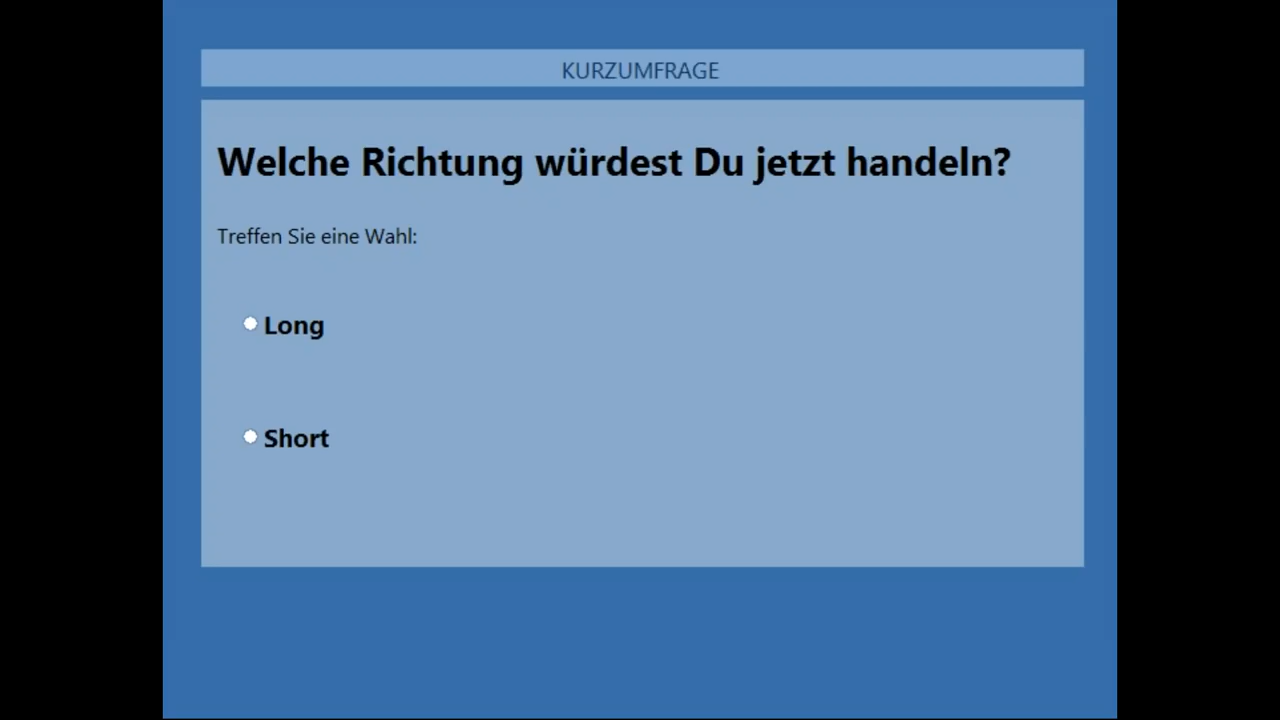 KURZUMFRAGE
Welche Richtung würdest Du jetzt handeln?
Treffen Sie eine Wahl:
Long
Short